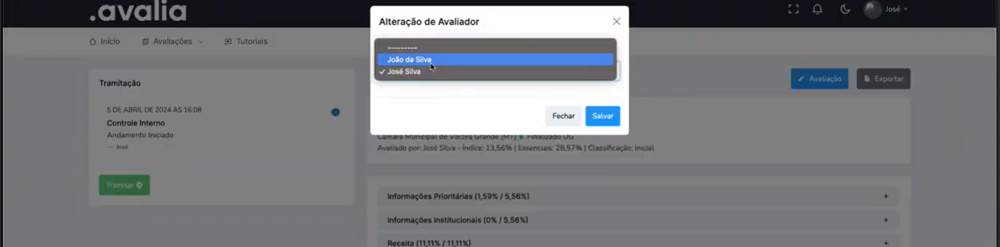 .avalia
José
Início
Avaliações
Tutoriais
Alteração de Avaliador
---------
João da Silva
✓ José Silva
Fechar
Salvar
Tramitação
5 DE ABRIL DE 2024 ÀS 16:08
Controle Interno
Andamento Iniciado
— José
Tramitar
Avaliação
Exportar
Câmara Municipal de Várzea Grande (MT) Finalizado UG
Avaliado por: José Silva - Índice: 13,56% | Essenciais: 28,57% | Classificação: Inicial
Informações Prioritárias (1,59% / 5,56%) +
Informações Institucionais (0% / 5,56%) +
Receita (11,11% / 11,11%) +